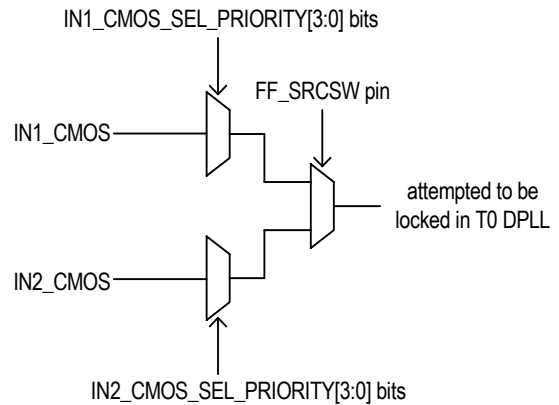 IN1_CMOS_SEL_PRIORITY[3:0] bits
FF_SRCSW pin
IN1_CMOS
attempted to be
locked in T0 DPLL
IN2_CMOS
IN2_CMOS_SEL_PRIORITY[3:0] bits